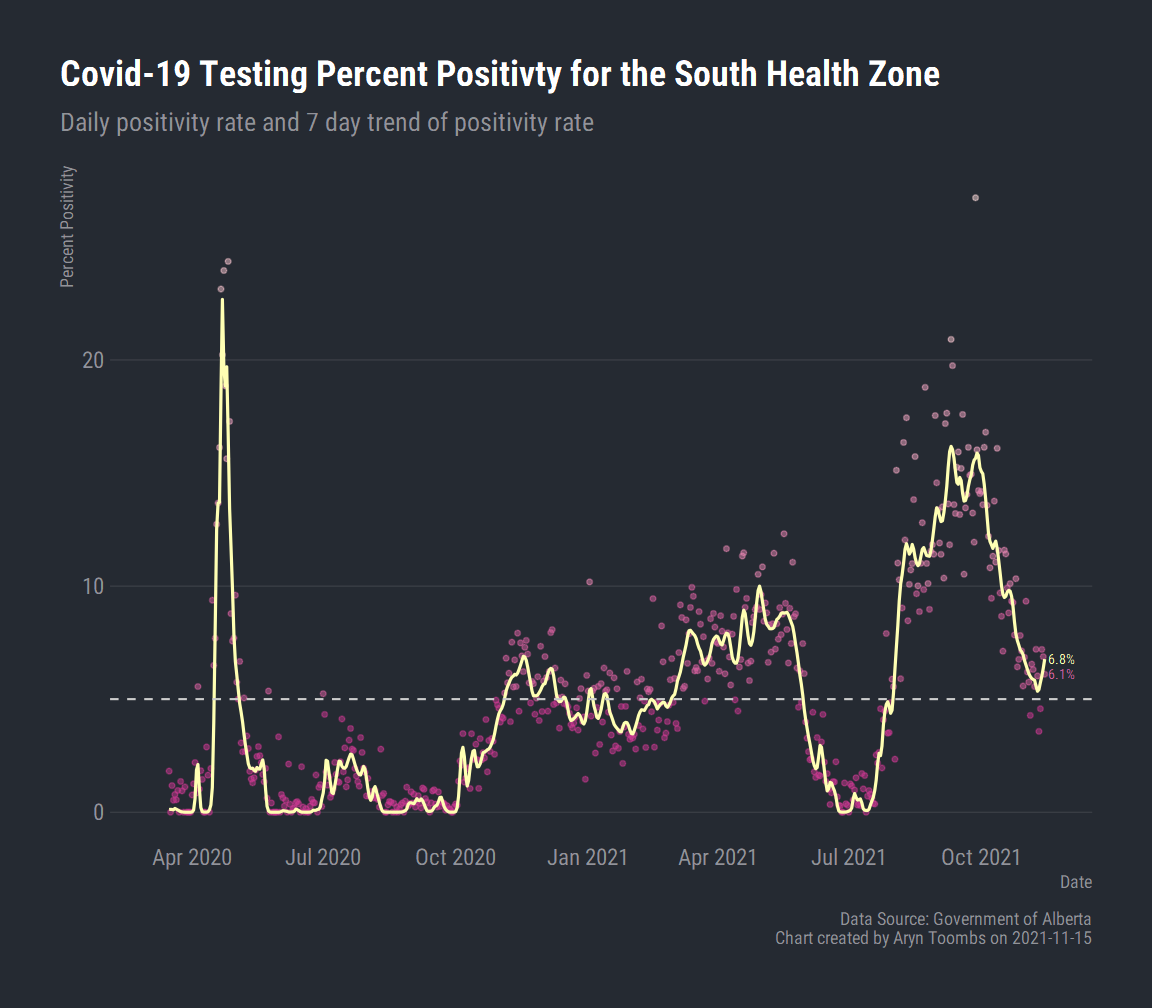 Covid-19 Testing Percent Positivty for the South Health Zone
Daily positivity rate and 7 day trend of positivity rate
Percent Positivity
20
10
0
6.8%
6.1%
Apr 2020
Jul 2020
Oct 2020
Jan 2021
Apr 2021
Jul 2021
Oct 2021
Date
Data Source: Government of Alberta
Chart created by Aryn Toombs on 2021-11-15